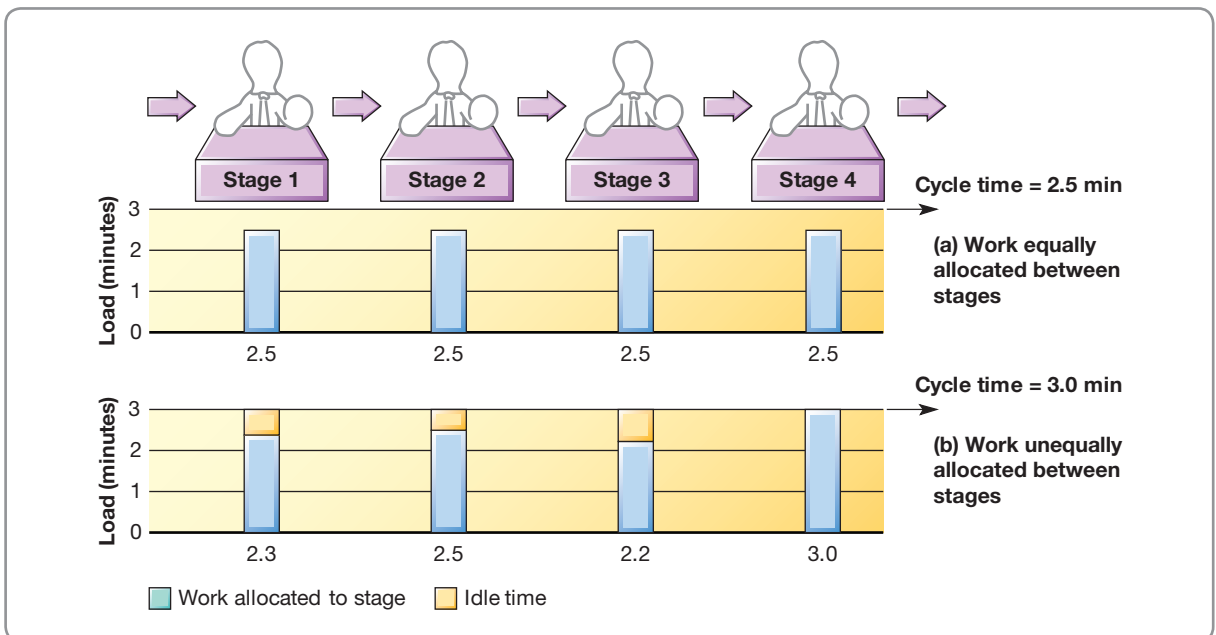 Stage 1
Stage 2
Stage 3
Stage 4
Cycle time = 2.5 min
Load (minutes)
3
2
1
0
2.5
2.5
2.5
2.5
(a) Work equally
allocated between
stages
Cycle time = 3.0 min
Load (minutes)
3
2
1
0
2.3
2.5
2.2
3.0
(b) Work unequally
allocated between
stages
Work allocated to stage
Idle time